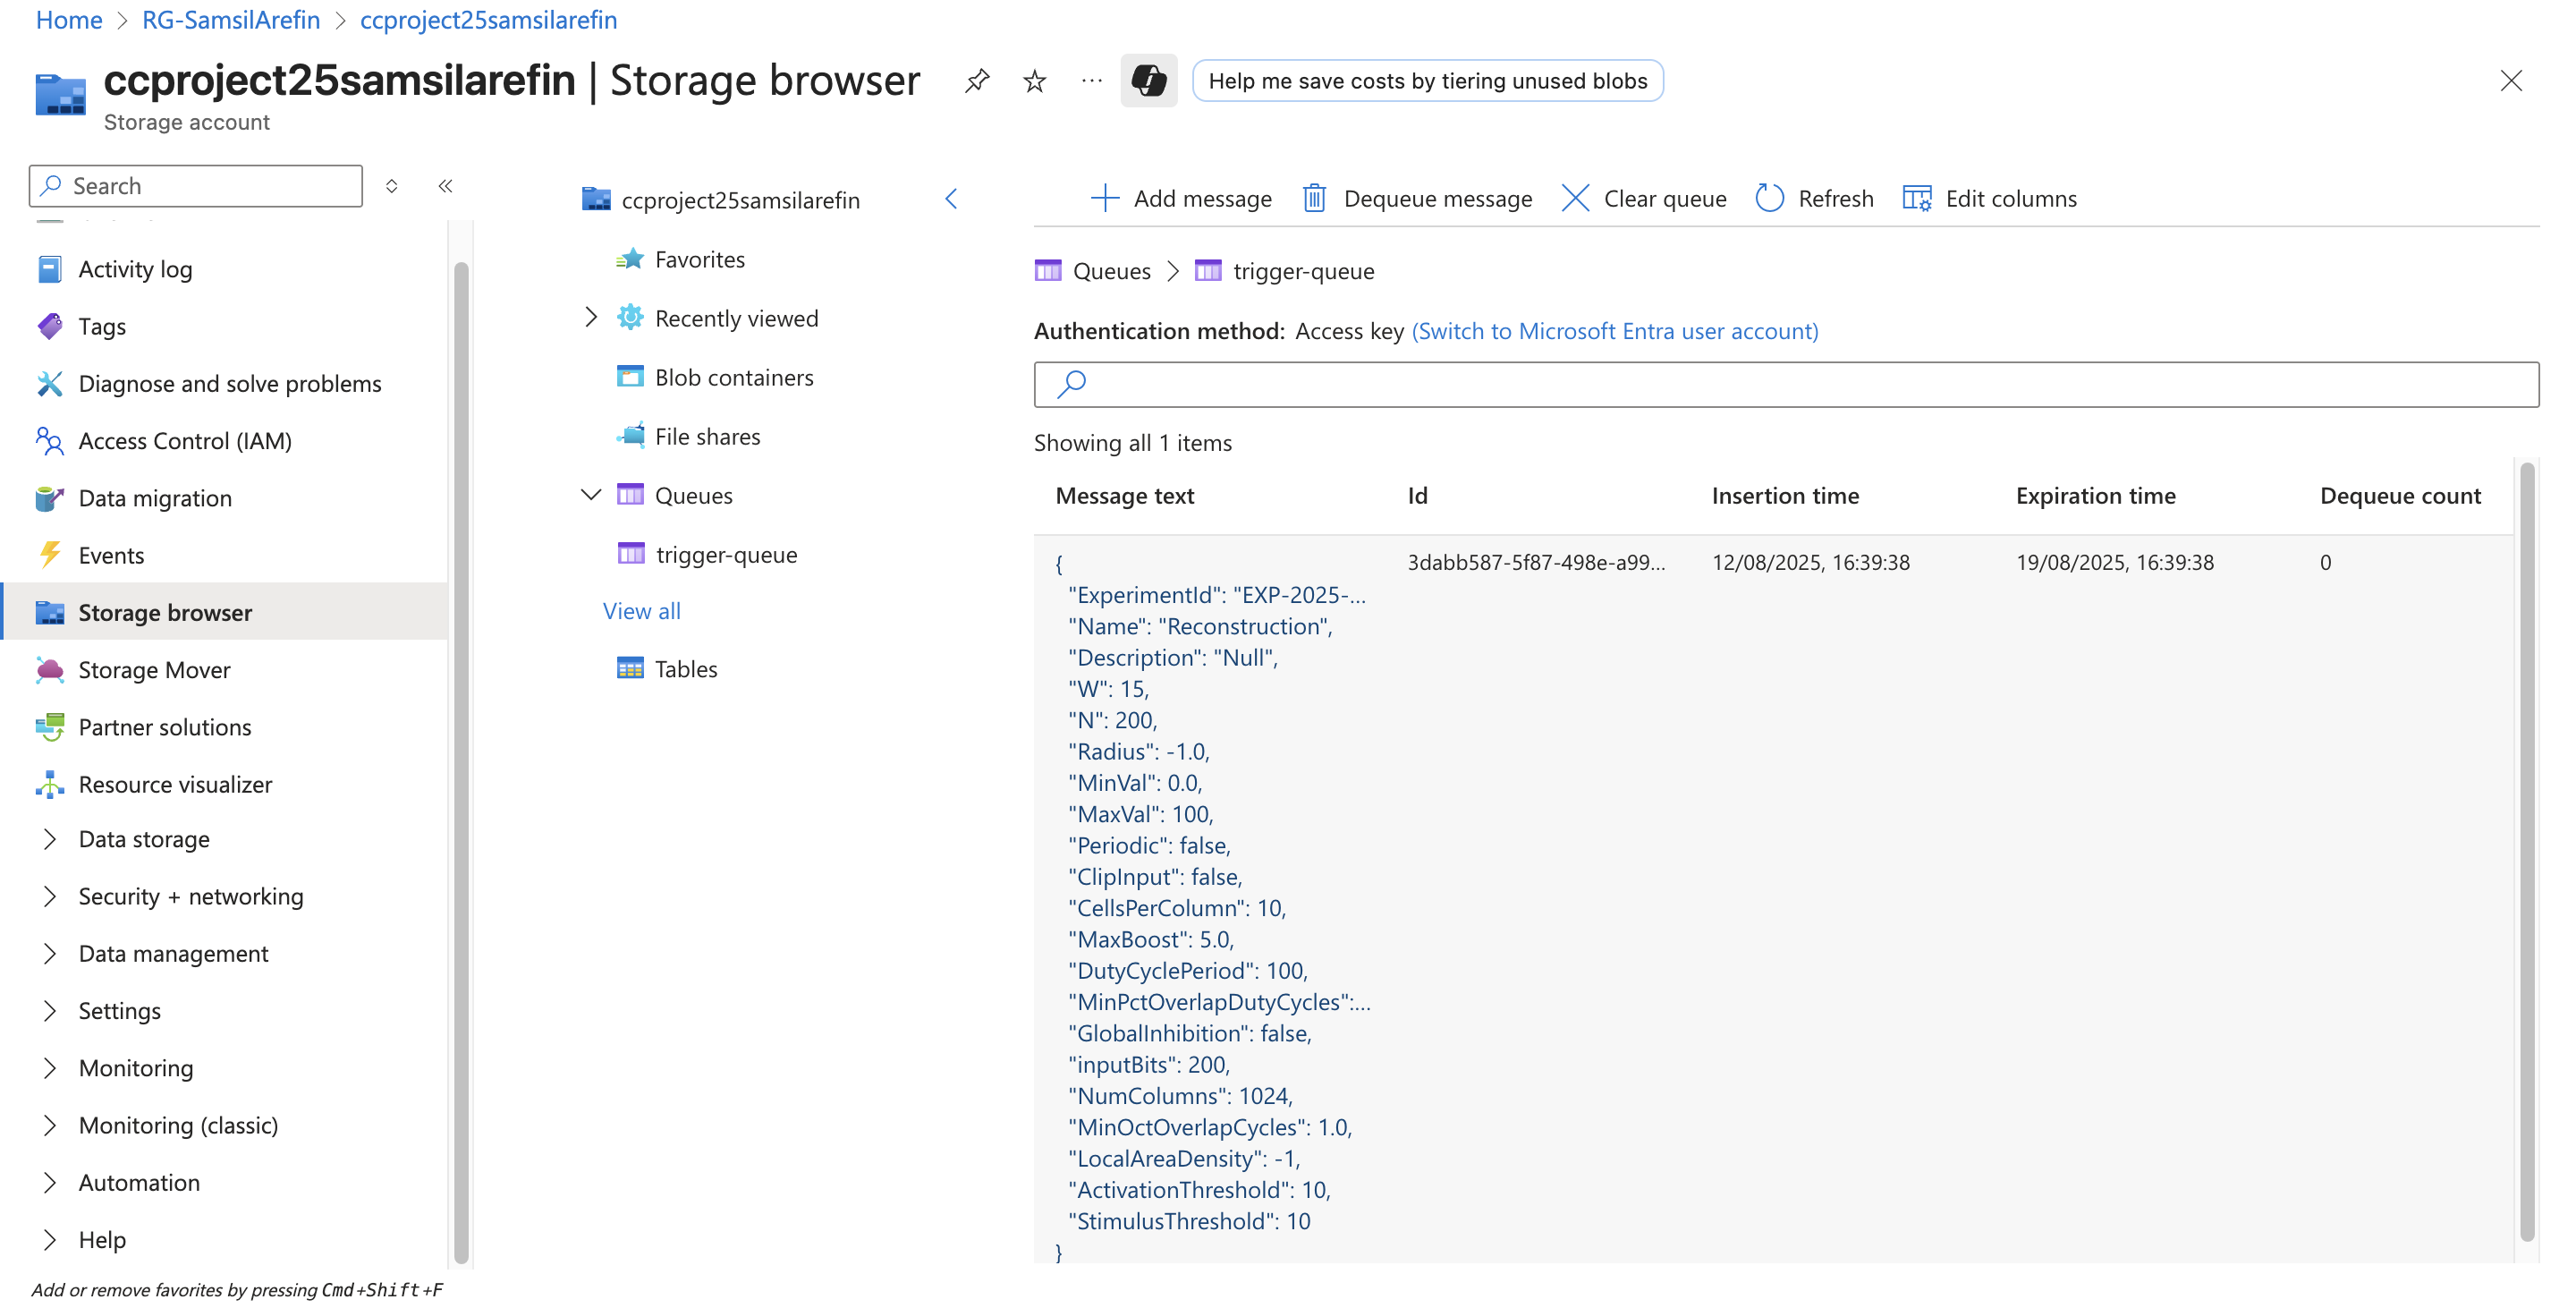 Home > RG-SamsilArefin > ccproject25samsilarefin
ccproject25samsilarefin | Storage browser
Help me save costs by tiering unused blobs
Storage account
Search
Activity log
Tags
Diagnose and solve problems
Access Control (IAM)
Data migration
Events
Storage browser
Storage Mover
Partner solutions
Resource visualizer
Data storage
Security + networking
Data management
Settings
Monitoring
Monitoring (classic)
Automation
Help
Add or remove favorites by pressing Cmd+Shift+F
ccproject25samsilarefin
Favorites
Recently viewed
Blob containers
File shares
Queues
trigger-queue
View all
Tables
Add message
Dequeue message
Clear queue
Refresh
Edit columns
Queues > trigger-queue
Authentication method: Access key (Switch to Microsoft Entra user account)
Showing all 1 items
Message text Id Insertion time Expiration time Dequeue count
{ 3dabb587-5f87-498e-a99... 12/08/2025, 16:39:38 19/08/2025, 16:39:38 0
"ExperimentId": "EXP-2025-...
"Name": "Reconstruction",
"Description": "Null",
"W": 15,
"N": 200,
"Radius": -1.0,
"MinVal": 0.0,
"MaxVal": 100,
"Periodic": false,
"ClipInput": false,
"CellsPerColumn": 10,
"MaxBoost": 5.0,
"DutyCyclePeriod": 100,
"MinPctOverlapDutyCycles":...
"GlobalInhibition": false,
"inputBits": 200,
"NumColumns": 1024,
"MinOctOverlapCycles": 1.0,
"LocalAreaDensity": -1,
"ActivationThreshold": 10,
"StimulusThreshold": 10
}